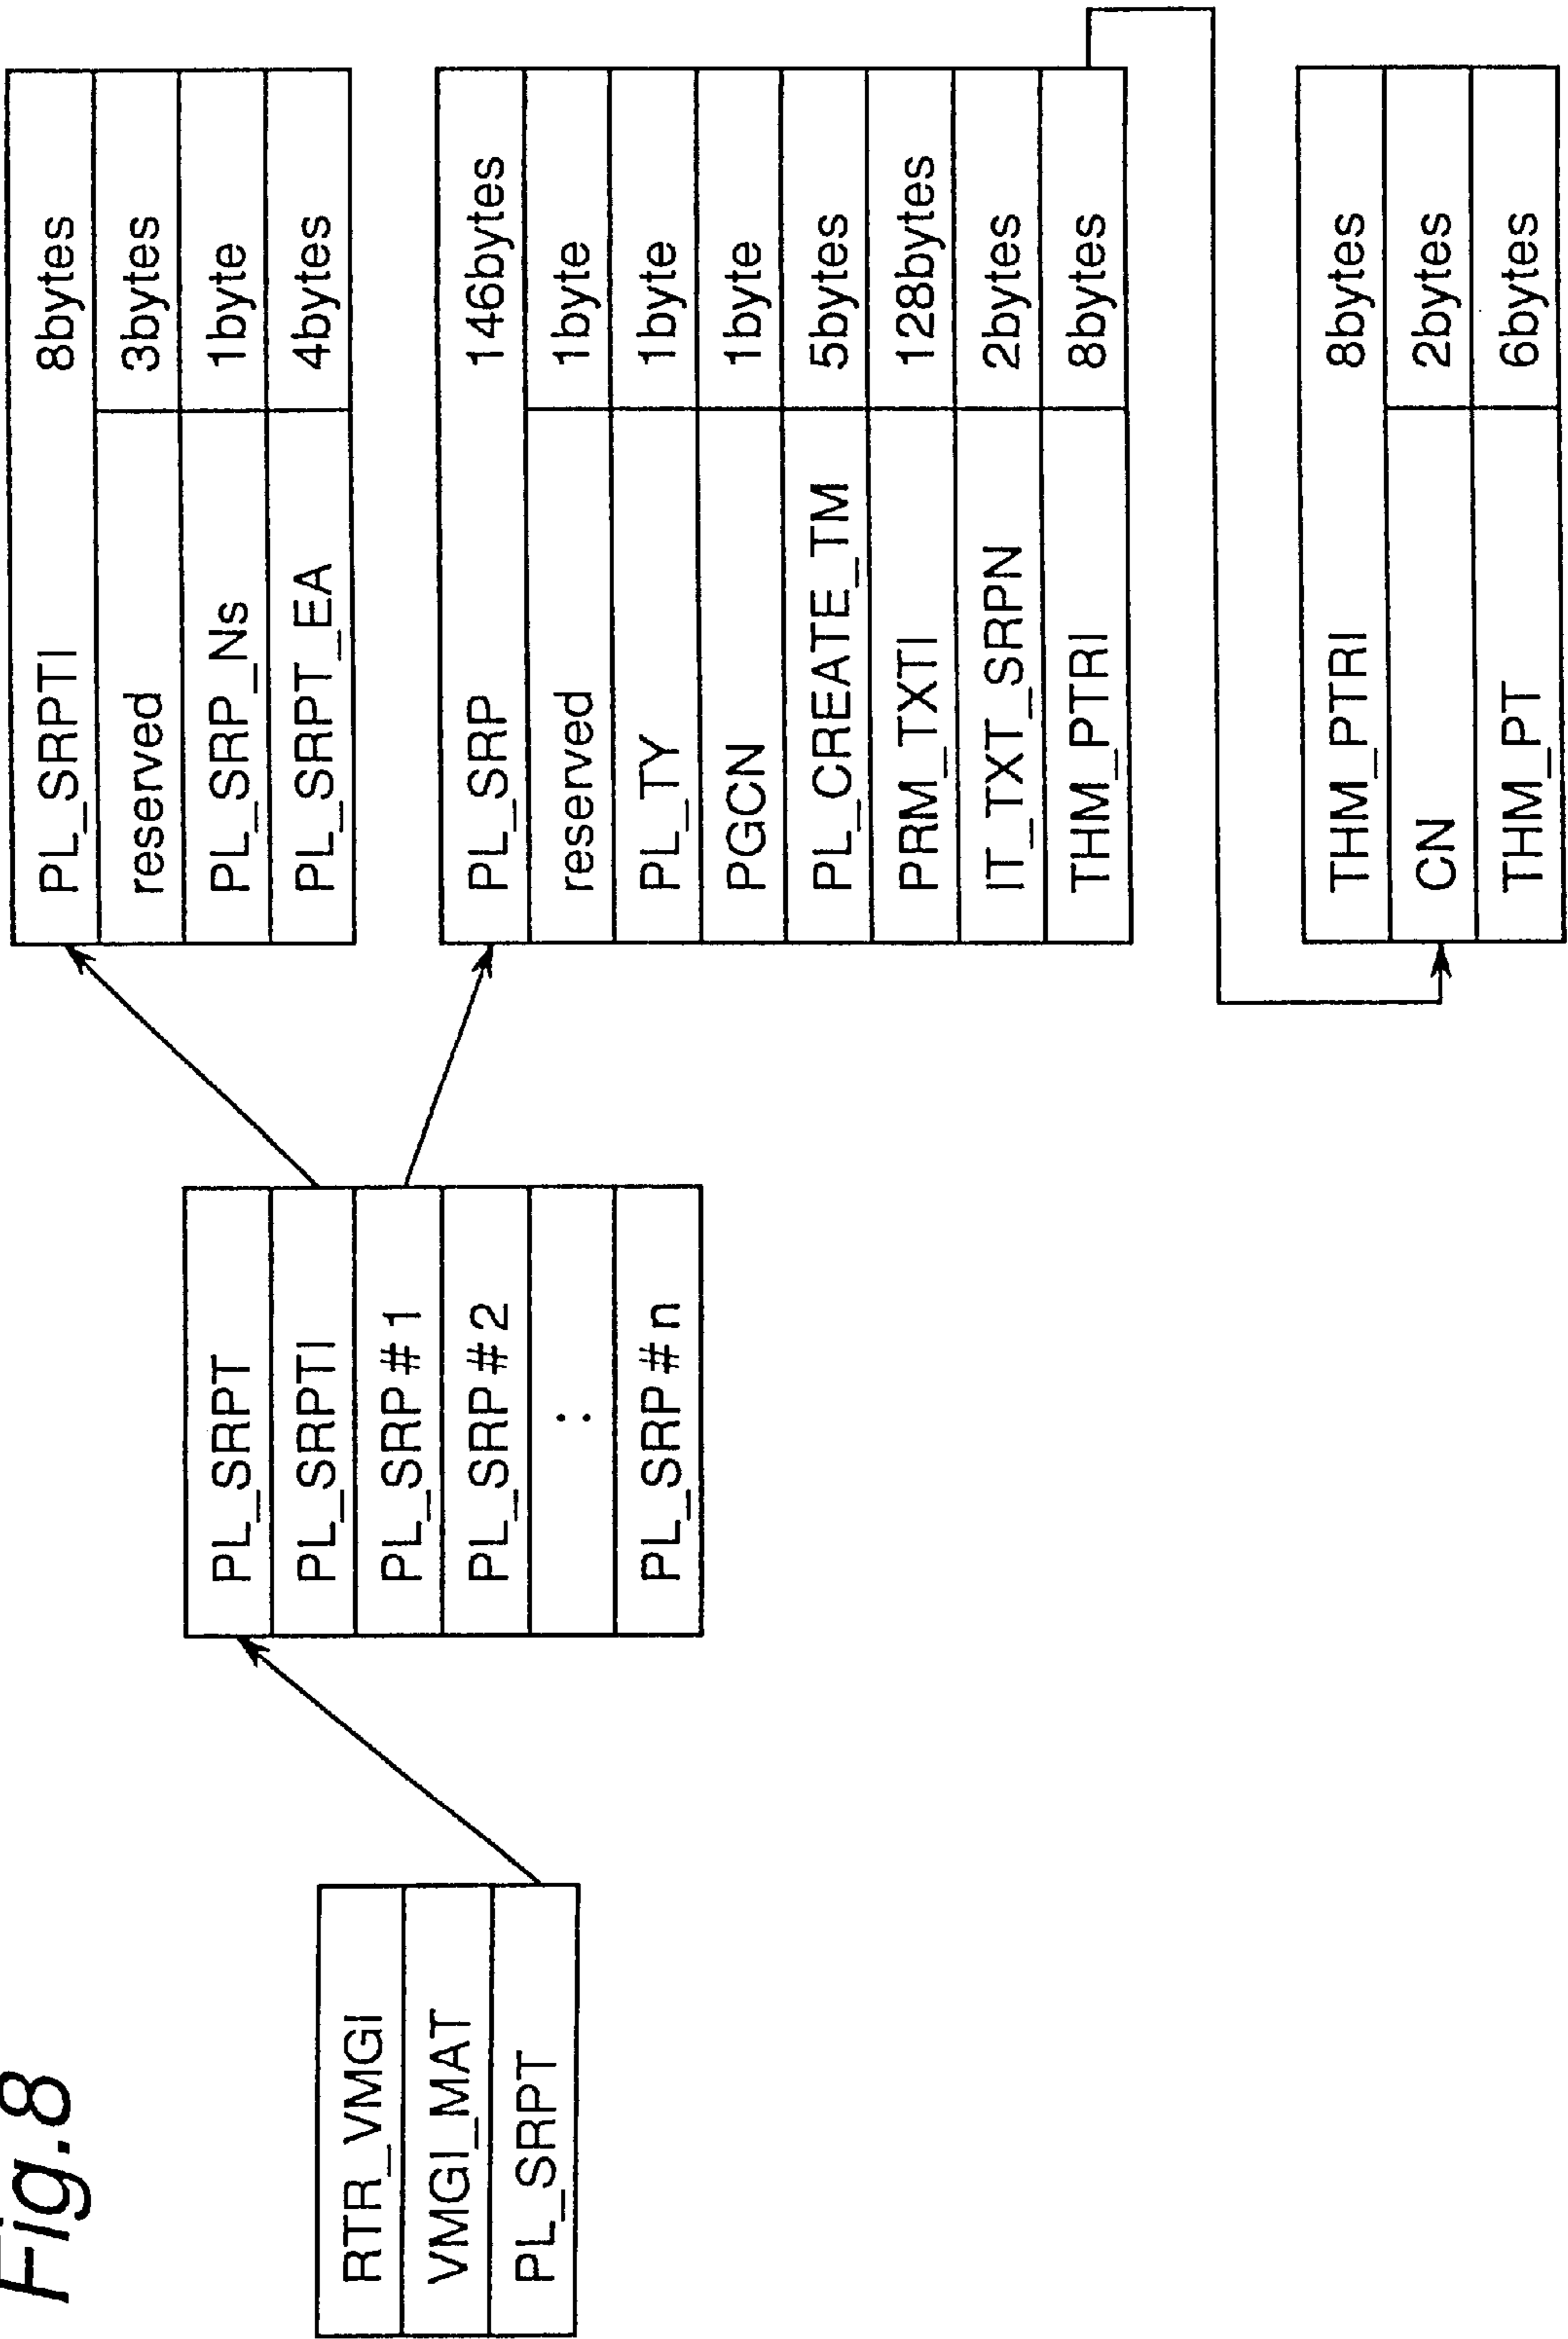 Fig.8
RTR_VMGI
VMGI_MAT
PL_SRPT
PL_SRPT
PL_SRPTI
PL_SRP#1
PL_SRP#2
:
PL_SRP#n
PL_SRPTI 8bytes
reserved 3bytes
PL_SRP_Ns 1byte
PL_SRPT_EA 4bytes
PL_SRP 146bytes
reserved 1byte
PL_TY 1byte
PGCN 1byte
PL_CREATE_TM 5bytes
PRM_TXTI 128bytes
IT_TXT_SRPN 2bytes
THM_PTRI 8bytes
THM_PTRI 8bytes
CN 2bytes
THM_PT 6bytes